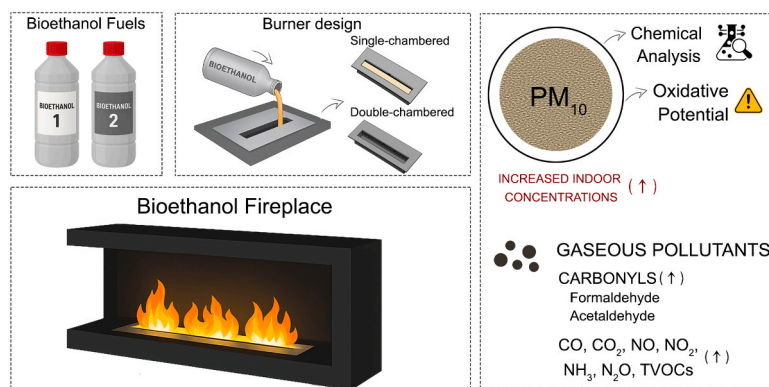 Bioethanol Fuels
BIOETHANOL
1
BIOETHANOL
2
Burner design
BIOETHANOL
Single-chambered
Double-chambered
Bioethanol Fireplace
PM₁₀
Chemical
Analysis
Oxidative
Potential
INCREASED INDOOR
CONCENTRATIONS (↑)
GASEOUS POLLUTANTS
CARBONYLS (↑)
Formaldehyde
Acetaldehyde
CO, CO₂, NO, NO₂,
NH₃, N₂O, TVOCs (↑)